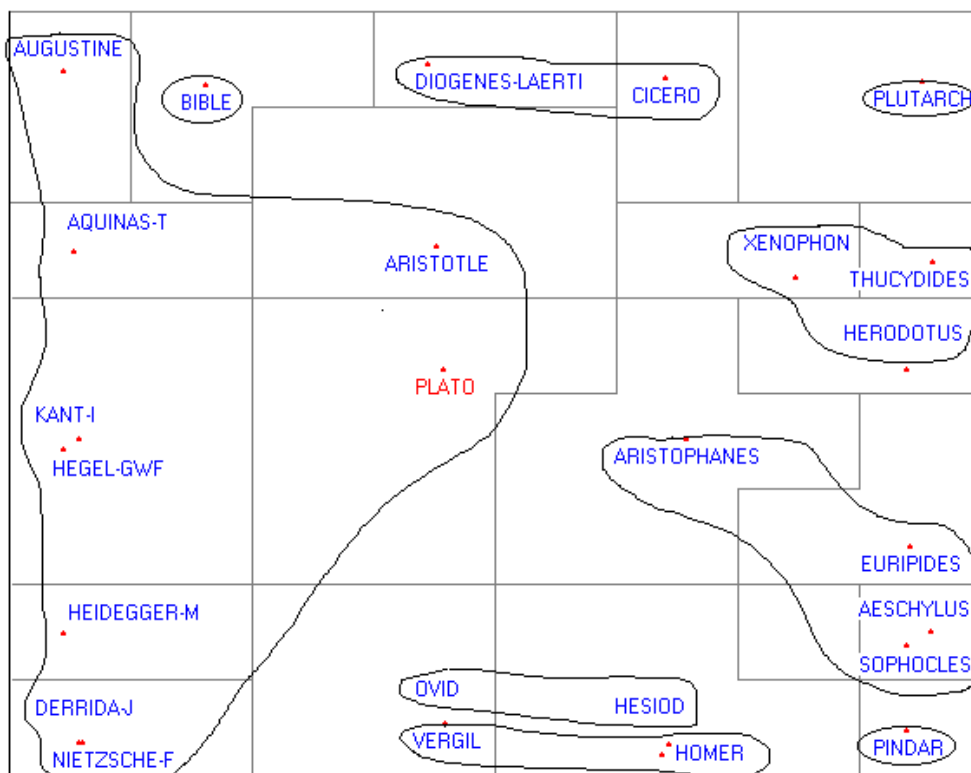 AUGUSTINE
BIBLE
DIOGENES-LAERTI
CICERO
PLUTARCH
AQUINAS-T
ARISTOTLE
XENOPHON
THUCYDIDES
HERODOTUS
PLATO
KANT-I
HEGEL-GWF
ARISTOPHANES
EURIPIDES
HEIDEGGER-M
AESCHYLUS
SOPHOCLES
DERRIDA-J
OVID
HESIOD
NIETZSCHE-F
VERGIL
HOMER
PINDAR